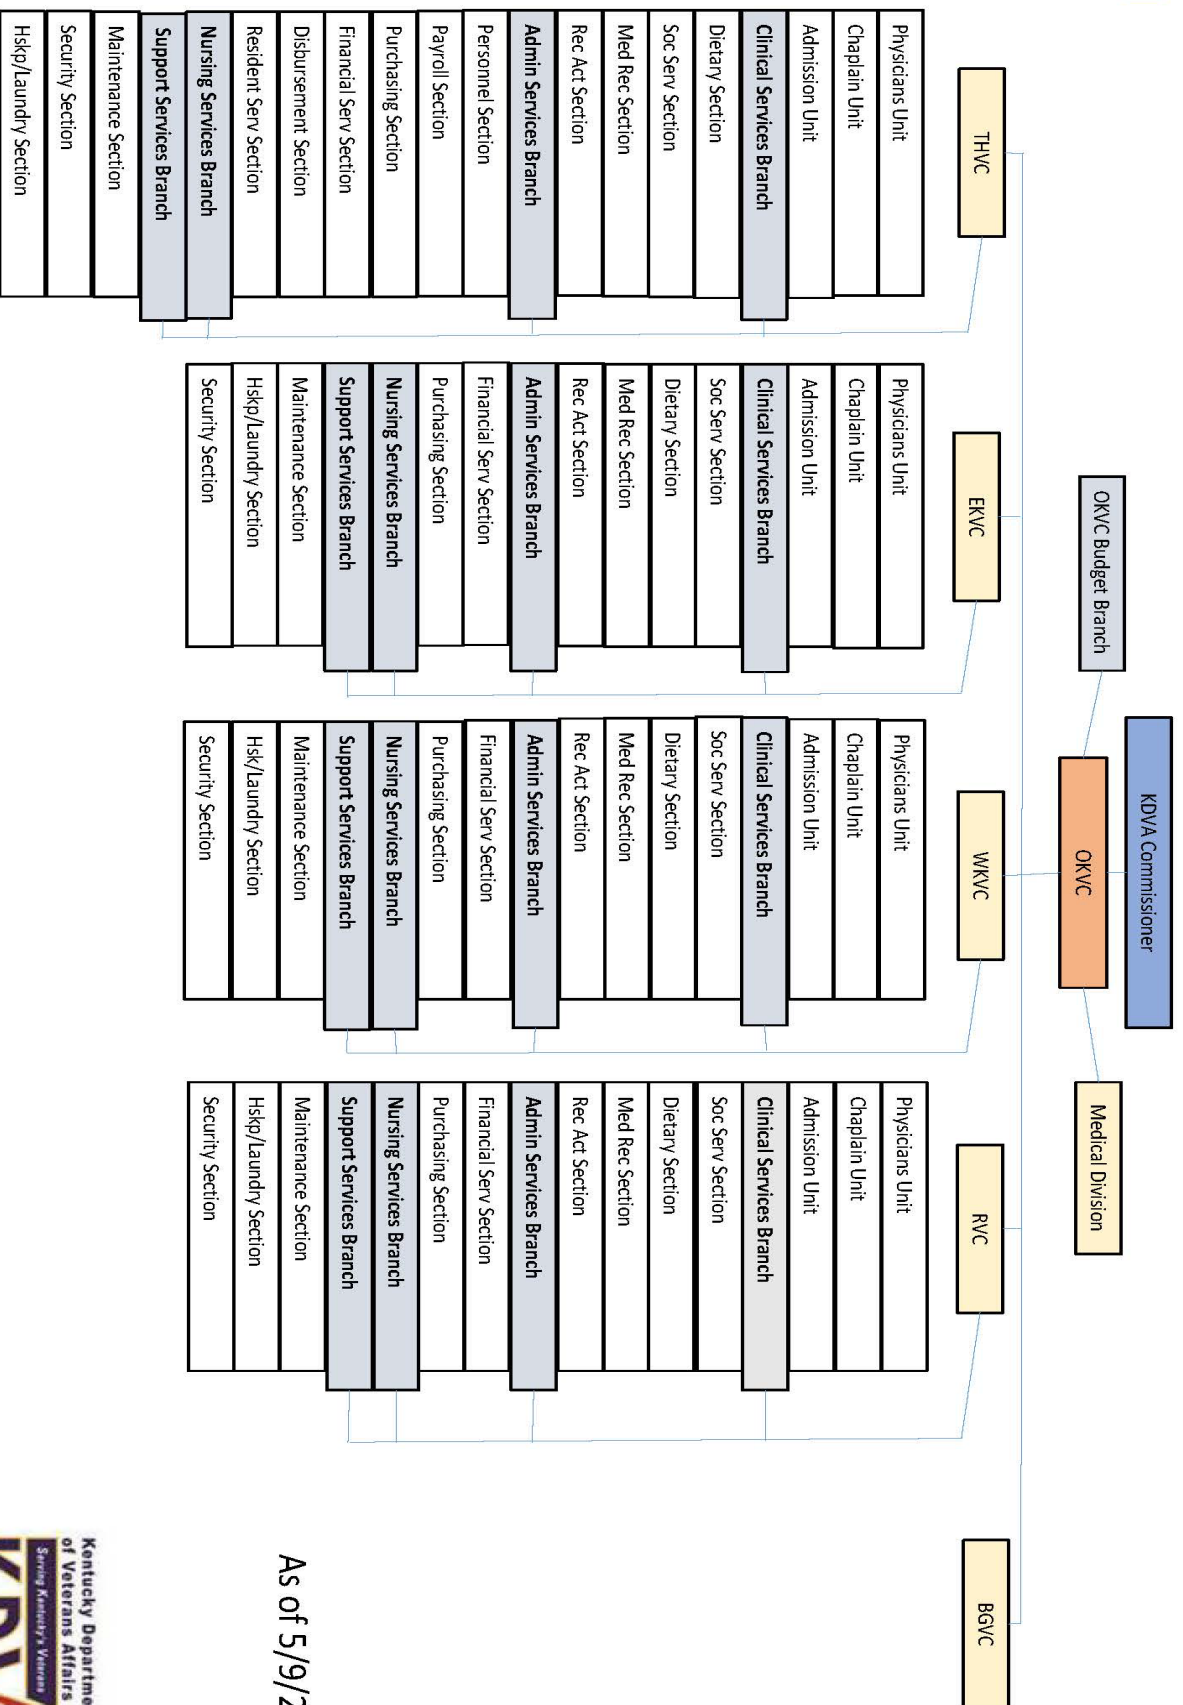 KDVA Commissioner
OKVC
OKVC Budget Branch
Medical Division
THVC
EKVC
WKVC
RVC
BGVC
Physicians Unit
Chaplain Unit
Admission Unit
Clinical Services Branch
Dietary Section
Soc Serv Section
Med Rec Section
Rec Act Section
Admin Services Branch
Personnel Section
Payroll Section
Purchasing Section
Financial Serv Section
Disbursement Section
Resident Serv Section
Nursing Services Branch
Support Services Branch
Maintenance Section
Security Section
Hskp/Laundry Section
Physicians Unit
Chaplain Unit
Admission Unit
Clinical Services Branch
Soc Serv Section
Dietary Section
Med Rec Section
Rec Act Section
Admin Services Branch
Financial Serv Section
Purchasing Section
Nursing Services Branch
Support Services Branch
Maintenance Section
Hskp/Laundry Section
Security Section
Physicians Unit
Chaplain Unit
Admission Unit
Clinical Services Branch
Soc Serv Section
Dietary Section
Med Rec Section
Rec Act Section
Admin Services Branch
Financial Serv Section
Purchasing Section
Nursing Services Branch
Support Services Branch
Maintenance Section
Hsk/Laundry Section
Security Section
Physicians Unit
Chaplain Unit
Admission Unit
Clinical Services Branch
Soc Serv Section
Dietary Section
Med Rec Section
Rec Act Section
Admin Services Branch
Financial Serv Section
Purchasing Section
Nursing Services Branch
Support Services Branch
Maintenance Section
Hskp/Laundry Section
Security Section
As of 5/9/2
Kentucky Departme
of Veterans Affairs
Serving Kentucky's Veterans